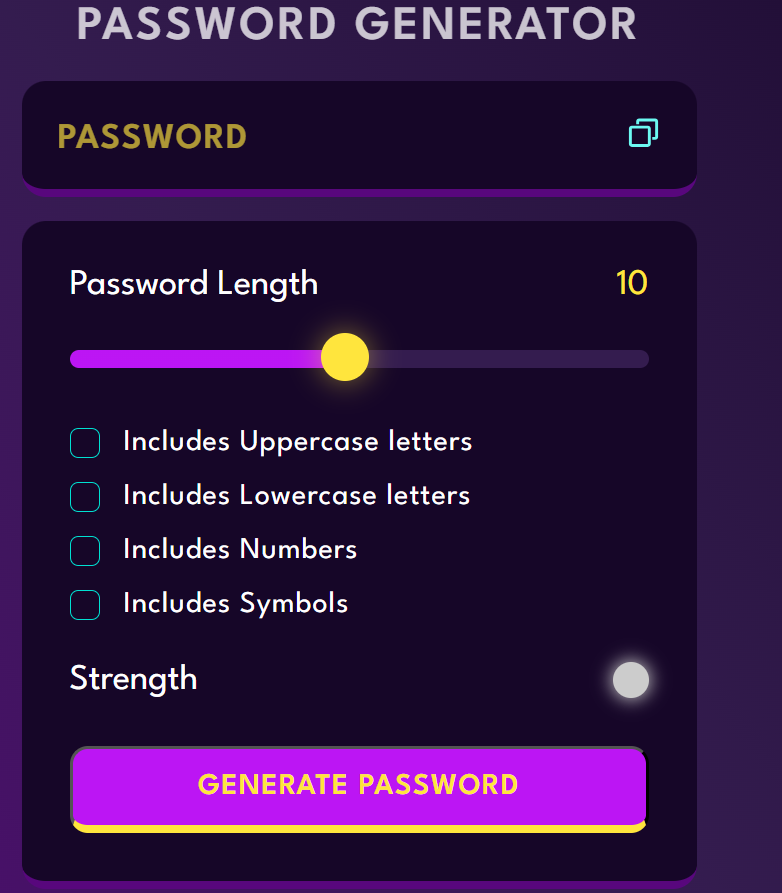 PASSWORD GENERATOR
PASSWORD
Password Length 10
Includes Uppercase letters
Includes Lowercase letters
Includes Numbers
Includes Symbols
Strength
GENERATE PASSWORD